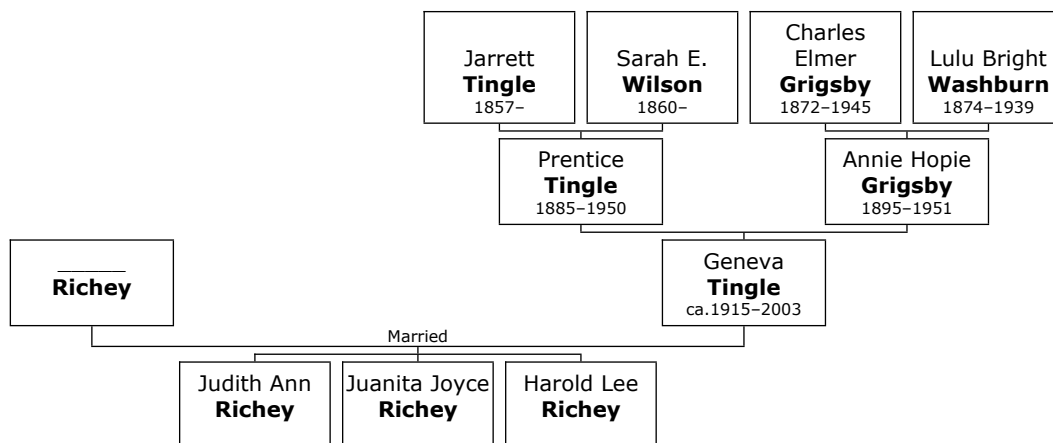 Jarrett
Tingle
1857–
Sarah E.
Wilson
1860–
Charles
Elmer
Grigsby
1872–1945
Lulu Bright
Washburn
1874–1939
Prentice
Tingle
1885–1950
Annie Hopie
Grigsby
1895–1951
______
Richey
Geneva
Tingle
ca.1915–2003
Married
Judith Ann
Richey
Juanita Joyce
Richey
Harold Lee
Richey